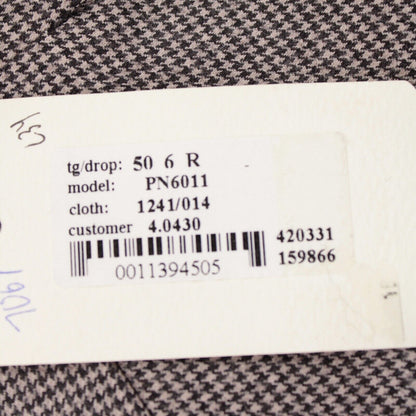 tg/drop: 50 6 R
model: PN6011
cloth: 1241/014
customer 4.0430
420331
0011394505
159866